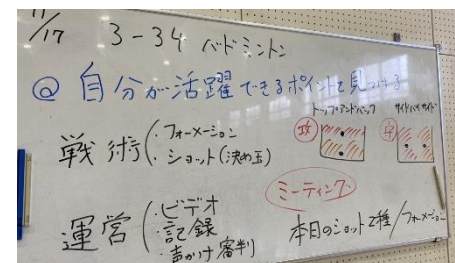 11/17 3-34 バドミントン
@ 自分が活躍できるポイントを見つける
トップアンドバック サイドバイサイド
戦術 ・フォーメーション
・ショット(決め玉)
攻 守
ミーティング
運営 ・ビデオ
・記録
・声かけ審判
本日のショット2種/フォーメーション